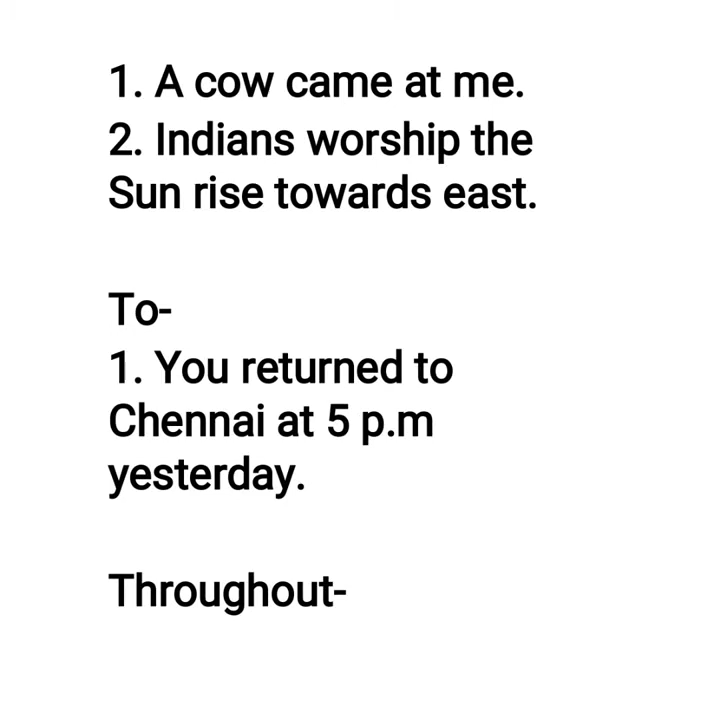 1. A cow came at me.
2. Indians worship the
Sun rise towards east.
To-
1. You returned to
Chennai at 5 p.m
yesterday.
Throughout-